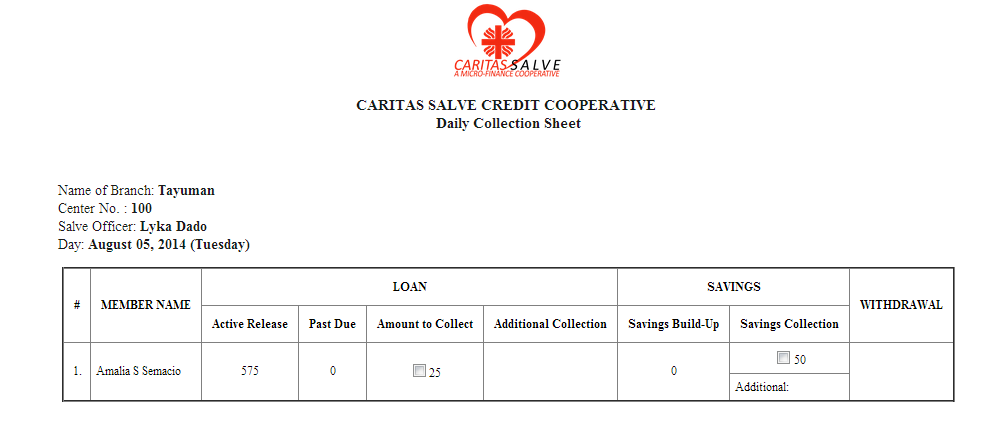 CARITAS SALVE
A MICRO-FINANCE COOPERATIVE
CARITAS SALVE CREDIT COOPERATIVE
Daily Collection Sheet
Name of Branch: Tayuman
Center No. : 100
Salve Officer: Lyka Dado
Day: August 05, 2014 (Tuesday)
# MEMBER NAME LOAN SAVINGS WITHDRAWAL
Active Release Past Due Amount to Collect Additional Collection Savings Build-Up Savings Collection
1. Amalia S Semacio 575 0 25 0 50
Additional: